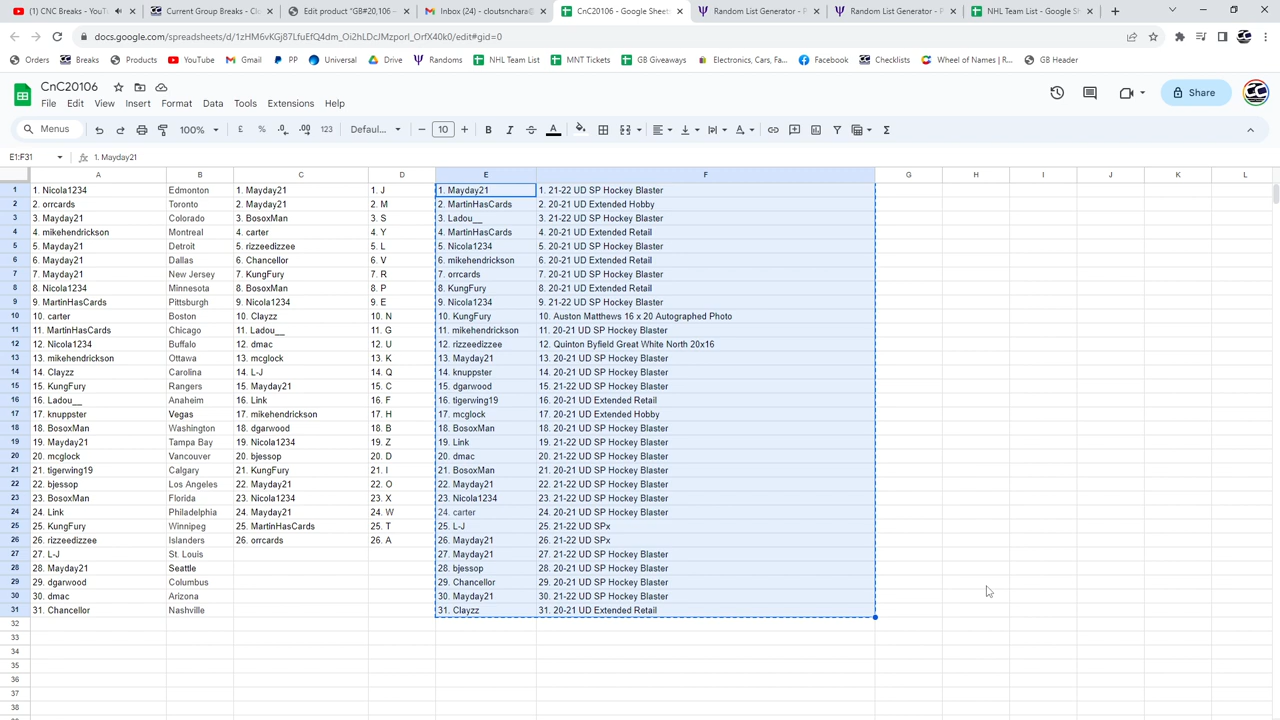 (1) CNC Breaks - YouT
Current Group Breaks - Cl
Edit product "GB#20,106 –
Inbox (2) - cloutsnchara@
CnC20106 - Google Sheets
Random List Generator - P
Random List Generator - P
NHL Team List - Google Sh
docs.google.com/spreadsheets/d/1zHM6vKGj87LfuEfQ4dm_Oi2hLDcJMzporl_OrfX40k0/edit#gid=0
Orders Breaks Products YouTube Gmail PP Universal Drive Randoms NHL Team List MNT Tickets GB Giveaways Electronics, Cars, Fa... Facebook Checklists Wheel of Names | R... GB Header
CnC20106
File Edit View Insert Format Data Tools Extensions Help
Share
Menus 100% £ % .0 .00 123 Defaul... 10
E1:F31 1. Mayday21
A B C D E F G H I J K L
1 1. Nicola1234 Edmonton 1. Mayday21 1. J 1. Mayday21 1. 21-22 UD SP Hockey Blaster
2 2. orrcards Toronto 2. Mayday21 2. M 2. MartinHasCards 2. 20-21 UD Extended Hobby
3 3. Mayday21 Colorado 3. BosoxMan 3. S 3. Ladou__ 3. 21-22 UD SP Hockey Blaster
4 4. mikehendrickson Montreal 4. carter 4. Y 4. MartinHasCards 4. 20-21 UD Extended Retail
5 5. Mayday21 Detroit 5. rizzeedizzee 5. L 5. Nicola1234 5. 20-21 UD SP Hockey Blaster
6 6. Mayday21 Dallas 6. Chancellor 6. V 6. mikehendrickson 6. 20-21 UD Extended Retail
7 7. Mayday21 New Jersey 7. KungFury 7. R 7. orrcards 7. 20-21 UD SP Hockey Blaster
8 8. Nicola1234 Minnesota 8. BosoxMan 8. P 8. KungFury 8. 20-21 UD Extended Retail
9 9. MartinHasCards Pittsburgh 9. Nicola1234 9. E 9. Nicola1234 9. 21-22 UD SP Hockey Blaster
10 10. carter Boston 10. Clayzz 10. N 10. KungFury 10. Auston Matthews 16 x 20 Autographed Photo
11 11. MartinHasCards Chicago 11. Ladou__ 11. G 11. mikehendrickson 11. 20-21 UD SP Hockey Blaster
12 12. Nicola1234 Buffalo 12. dmac 12. U 12. rizzeedizzee 12. Quinton Byfield Great White North 20x16
13 13. mikehendrickson Ottawa 13. mcglock 13. K 13. Mayday21 13. 20-21 UD SP Hockey Blaster
14 14. Clayzz Carolina 14. L-J 14. Q 14. knuppster 14. 20-21 UD SP Hockey Blaster
15 15. KungFury Rangers 15. Mayday21 15. C 15. dgarwood 15. 21-22 UD SP Hockey Blaster
16 16. Ladou__ Anaheim 16. Link 16. F 16. tigerwing19 16. 20-21 UD Extended Retail
17 17. knuppster Vegas 17. mikehendrickson 17. H 17. mcglock 17. 20-21 UD Extended Hobby
18 18. BosoxMan Washington 18. dgarwood 18. B 18. BosoxMan 18. 20-21 UD SP Hockey Blaster
19 19. Mayday21 Tampa Bay 19. Nicola1234 19. Z 19. Link 19. 21-22 UD SP Hockey Blaster
20 20. mcglock Vancouver 20. bjessop 20. D 20. dmac 20. 21-22 UD SP Hockey Blaster
21 21. tigerwing19 Calgary 21. KungFury 21. I 21. BosoxMan 21. 20-21 UD SP Hockey Blaster
22 22. bjessop Los Angeles 22. Mayday21 22. O 22. Mayday21 22. 21-22 UD SP Hockey Blaster
23 23. BosoxMan Florida 23. Nicola1234 23. X 23. Nicola1234 23. 21-22 UD SP Hockey Blaster
24 24. Link Philadelphia 24. Mayday21 24. W 24. carter 24. 20-21 UD SP Hockey Blaster
25 25. KungFury Winnipeg 25. MartinHasCards 25. T 25. L-J 25. 21-22 UD SPx
26 26. rizzeedizzee Islanders 26. orrcards 26. A 26. Mayday21 26. 21-22 UD SPx
27 27. L-J St. Louis 27. Mayday21 27. 21-22 UD SP Hockey Blaster
28 28. Mayday21 Seattle 28. bjessop 28. 20-21 UD SP Hockey Blaster
29 29. dgarwood Columbus 29. Chancellor 29. 20-21 UD SP Hockey Blaster
30 30. dmac Arizona 30. Mayday21 30. 21-22 UD SP Hockey Blaster
31 31. Chancellor Nashville 31. Clayzz 31. 20-21 UD Extended Retail
32
33
34
35
36
37
38